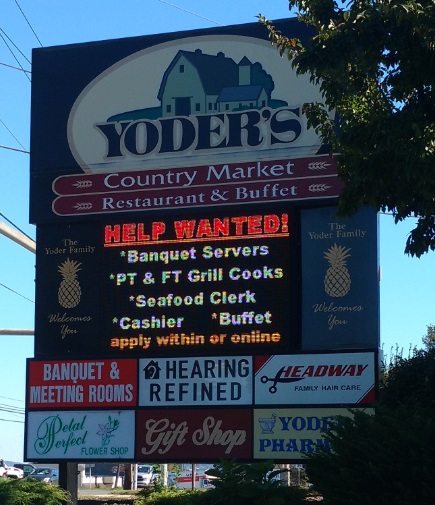 YODER'S
Country Market
Restaurant & Buffet
HELP WANTED!
The
Yoder Family
Welcomes
You
*Banquet Servers
*PT & FT Grill Cooks
*Seafood Clerk
*Cashier *Buffet
apply within or online
The
Yoder Family
Welcomes
You
BANQUET &
MEETING ROOMS
HEARING
REFINED
HEADWAY
FAMILY HAIR CARE
Petal
Perfect
FLOWER SHOP
Gift Shop
YODE
PHARM